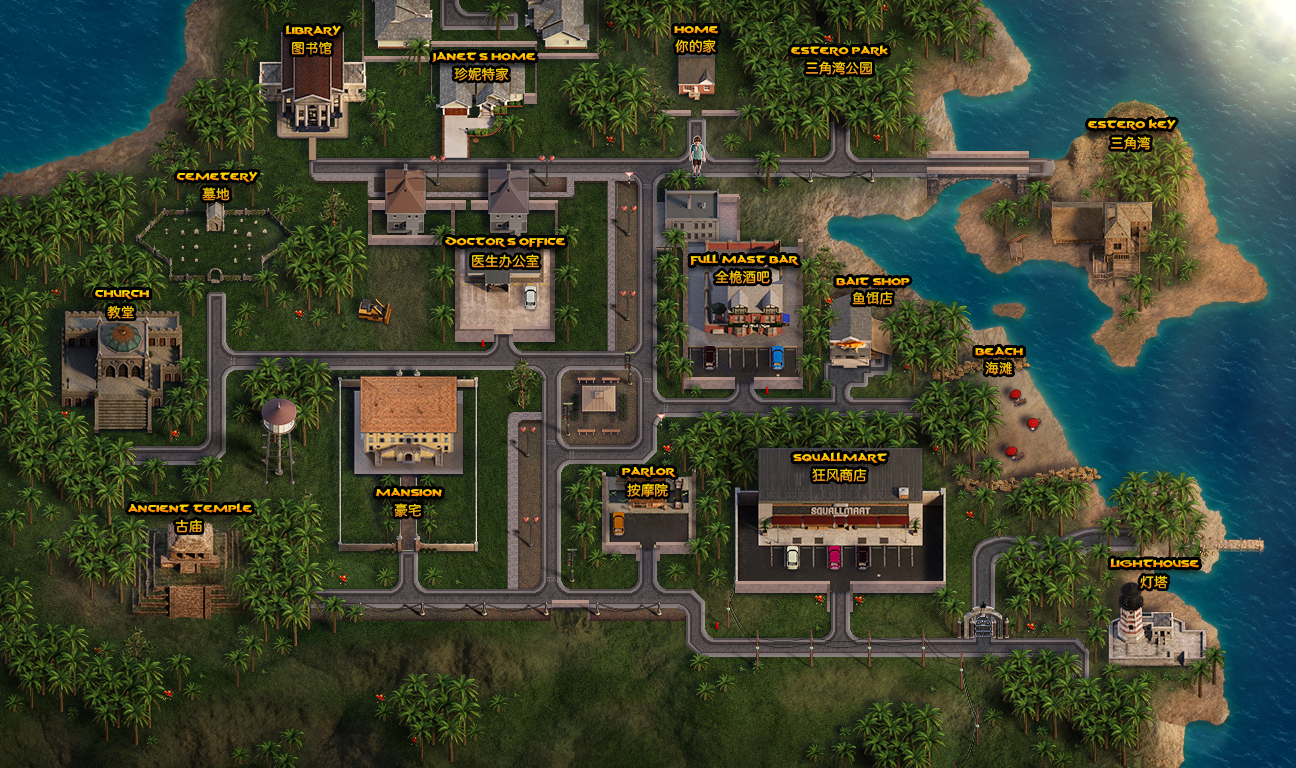 LIBRARY
图书馆
HOME
你的家
ESTERO PARK
三角湾公园
JANET'S HOME
珍妮特家
ESTERO KEY
三角湾
CEMETERY
墓地
DOCTOR'S OFFICE
医生办公室
FULL MAST BAR
全桅酒吧
BAIT SHOP
鱼饵店
CHURCH
教堂
BEACH
海滩
SQUALLMART
狂风商店
SQUALLMART
PARLOR
按摩院
MANSION
豪宅
ANCIENT TEMPLE
古庙
LIGHTHOUSE
灯塔